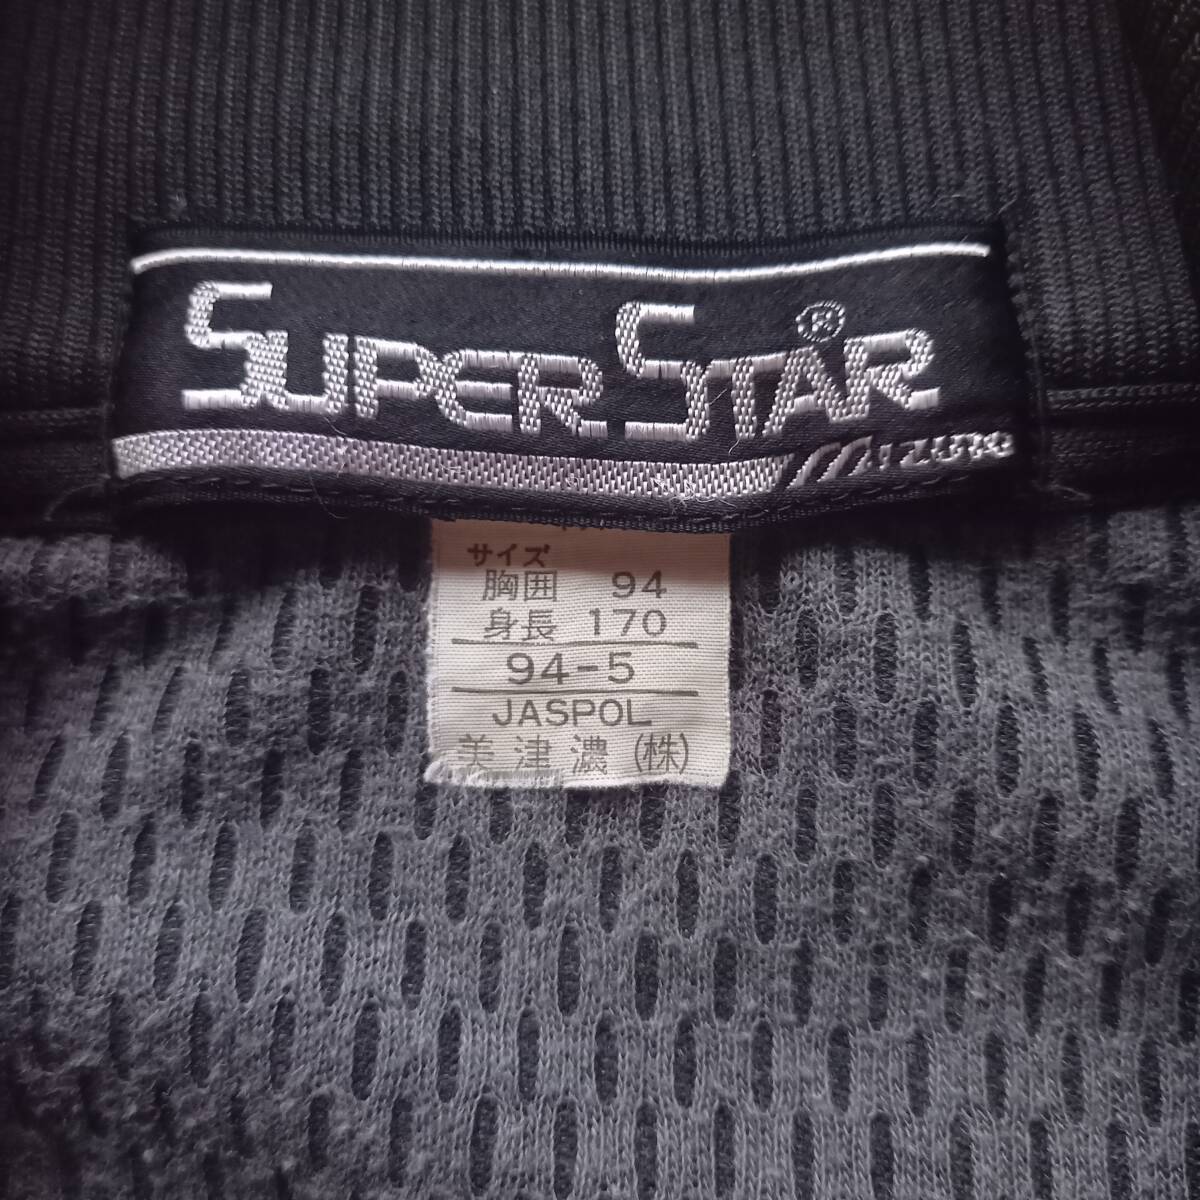 SUPER STAR®
MIZUNO
サイズ
胸囲 94
身長 170
94-5
JASPOL
美津濃(株)